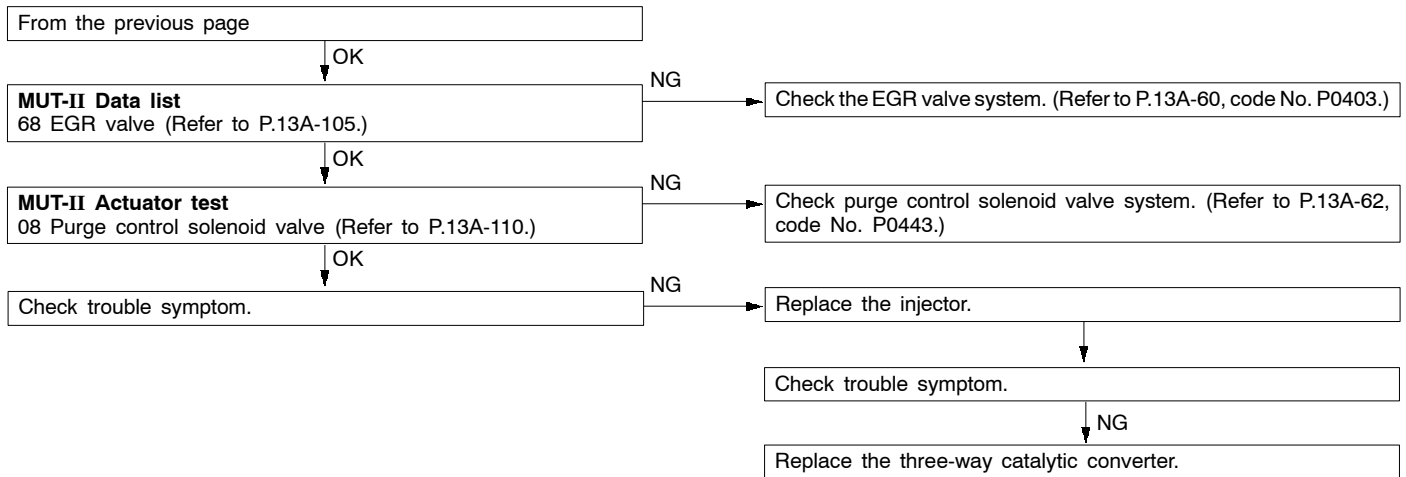 From the previous page
OK
MUT-II Data list
68 EGR valve (Refer to P.13A-105.)
NG
Check the EGR valve system. (Refer to P.13A-60, code No. P0403.)
OK
MUT-II Actuator test
08 Purge control solenoid valve (Refer to P.13A-110.)
NG
Check purge control solenoid valve system. (Refer to P.13A-62,
code No. P0443.)
OK
Check trouble symptom.
NG
Replace the injector.
Check trouble symptom.
NG
Replace the three-way catalytic converter.